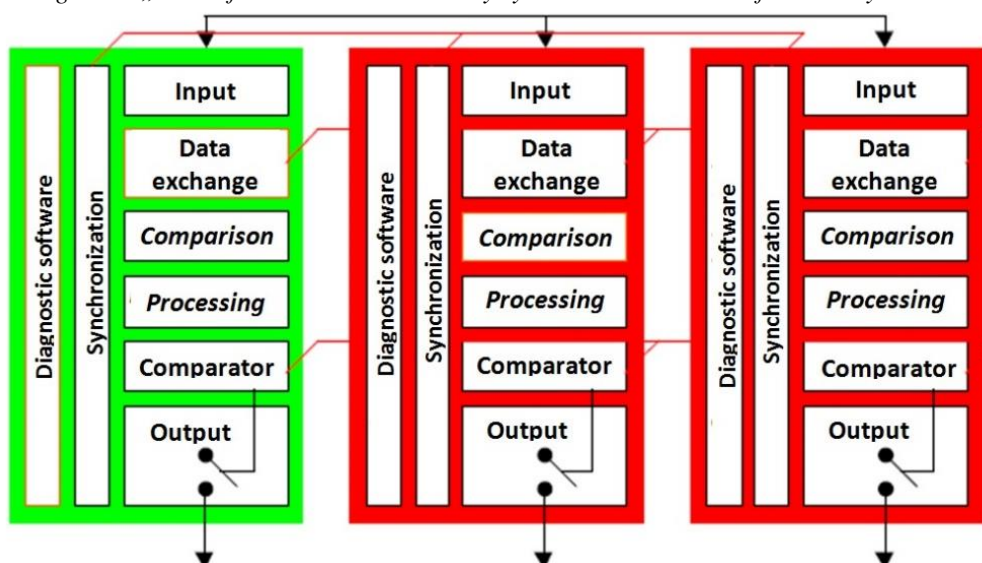 Input
Data
exchange
Comparison
Processing
Comparator
Output
Diagnostic software
Synchronization
Input
Data
exchange
Comparison
Processing
Comparator
Output
Diagnostic software
Synchronization
Input
Data
exchange
Comparison
Processing
Comparator
Output
Diagnostic software
Synchronization